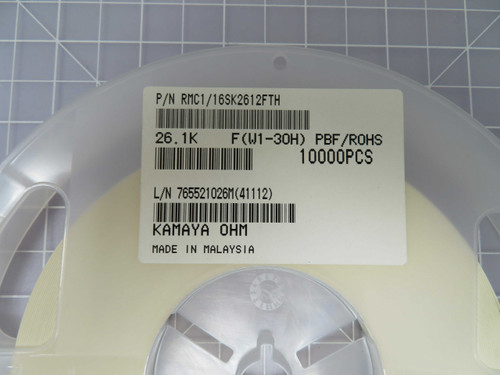 P/N RMC1/16SK2612FTH
26.1K F(W1-30H) PBF/ROHS
10000PCS
L/N 765521026M(41112)
KAMAYA OHM
MADE IN MALAYSIA